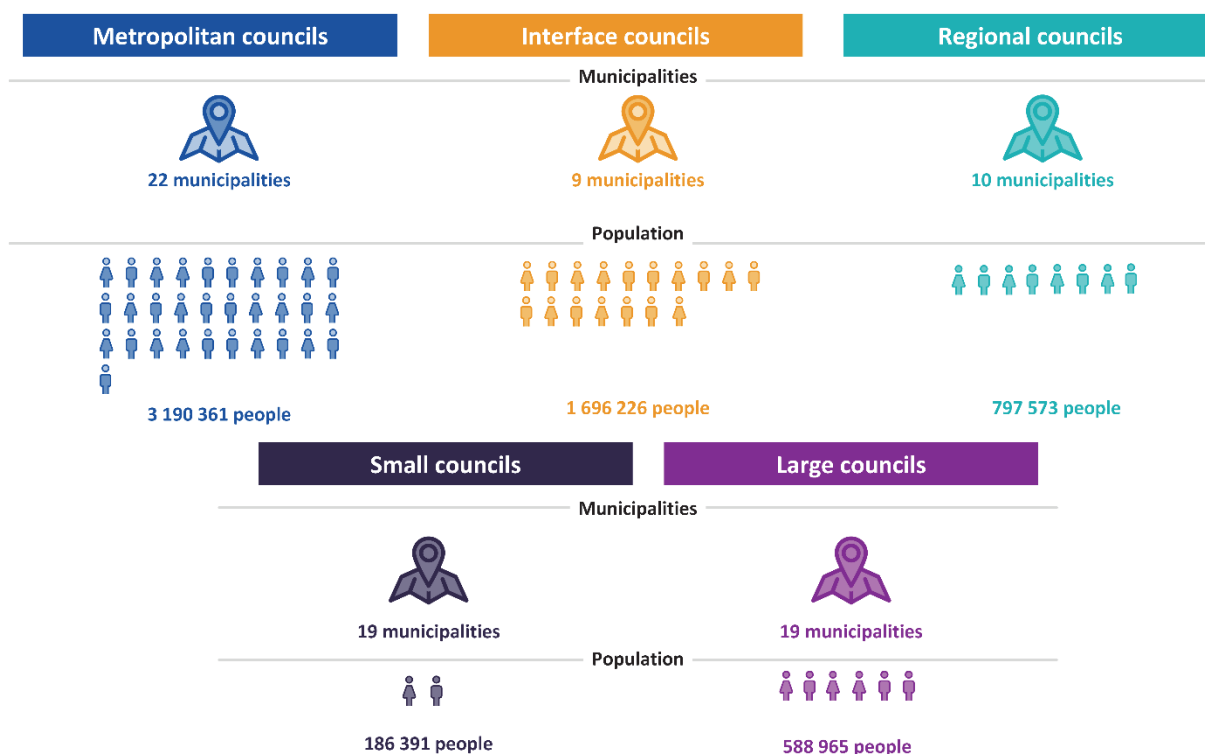 Metropolitan councils
Interface councils
Regional councils
Municipalities
22 municipalities
9 municipalities
10 municipalities
Population
3 190 361 people
1 696 226 people
797 573 people
Small councils
Large councils
Municipalities
19 municipalities
19 municipalities
Population
186 391 people
588 965 people